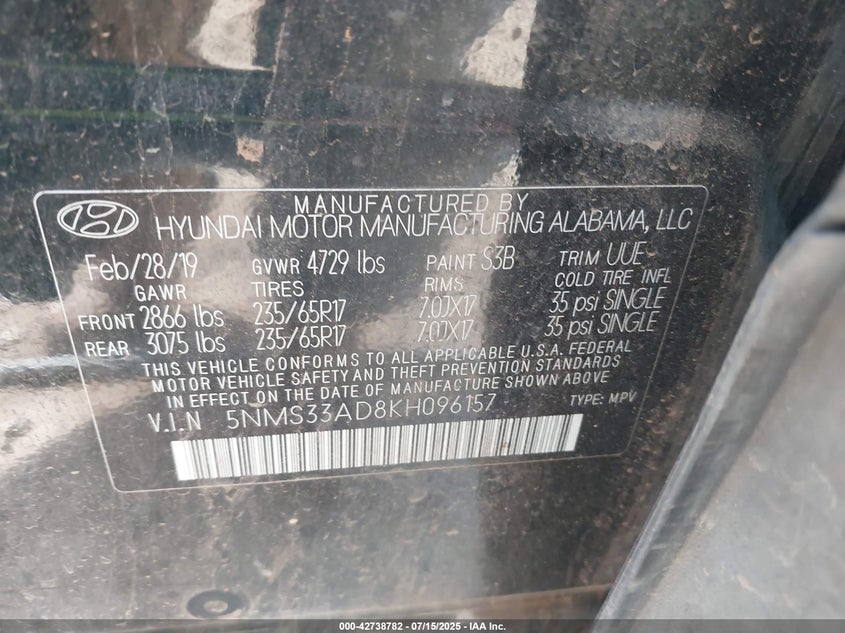 MANUFACTURED BY
HYUNDAI MOTOR MANUFACTURING ALABAMA, LLC
Feb/28/19 GVWR 4729 lbs PAINT S3B TRIM UUE
GAWR TIRES RIMS COLD TIRE INFL
FRONT 2866 lbs 235/65R17 7.0JX17 35 psi SINGLE
REAR 3075 lbs 235/65R17 7.0JX17 35 psi SINGLE
THIS VEHICLE CONFORMS TO ALL APPLICABLE U.S.A. FEDERAL
MOTOR VEHICLE SAFETY AND THEFT PREVENTION STANDARDS
IN EFFECT ON THE DATE OF MANUFACTURE SHOWN ABOVE
V.I.N 5NMS33AD8KH096157 TYPE: MPV
000-42738782 - 07/15/2025 - IAA Inc.